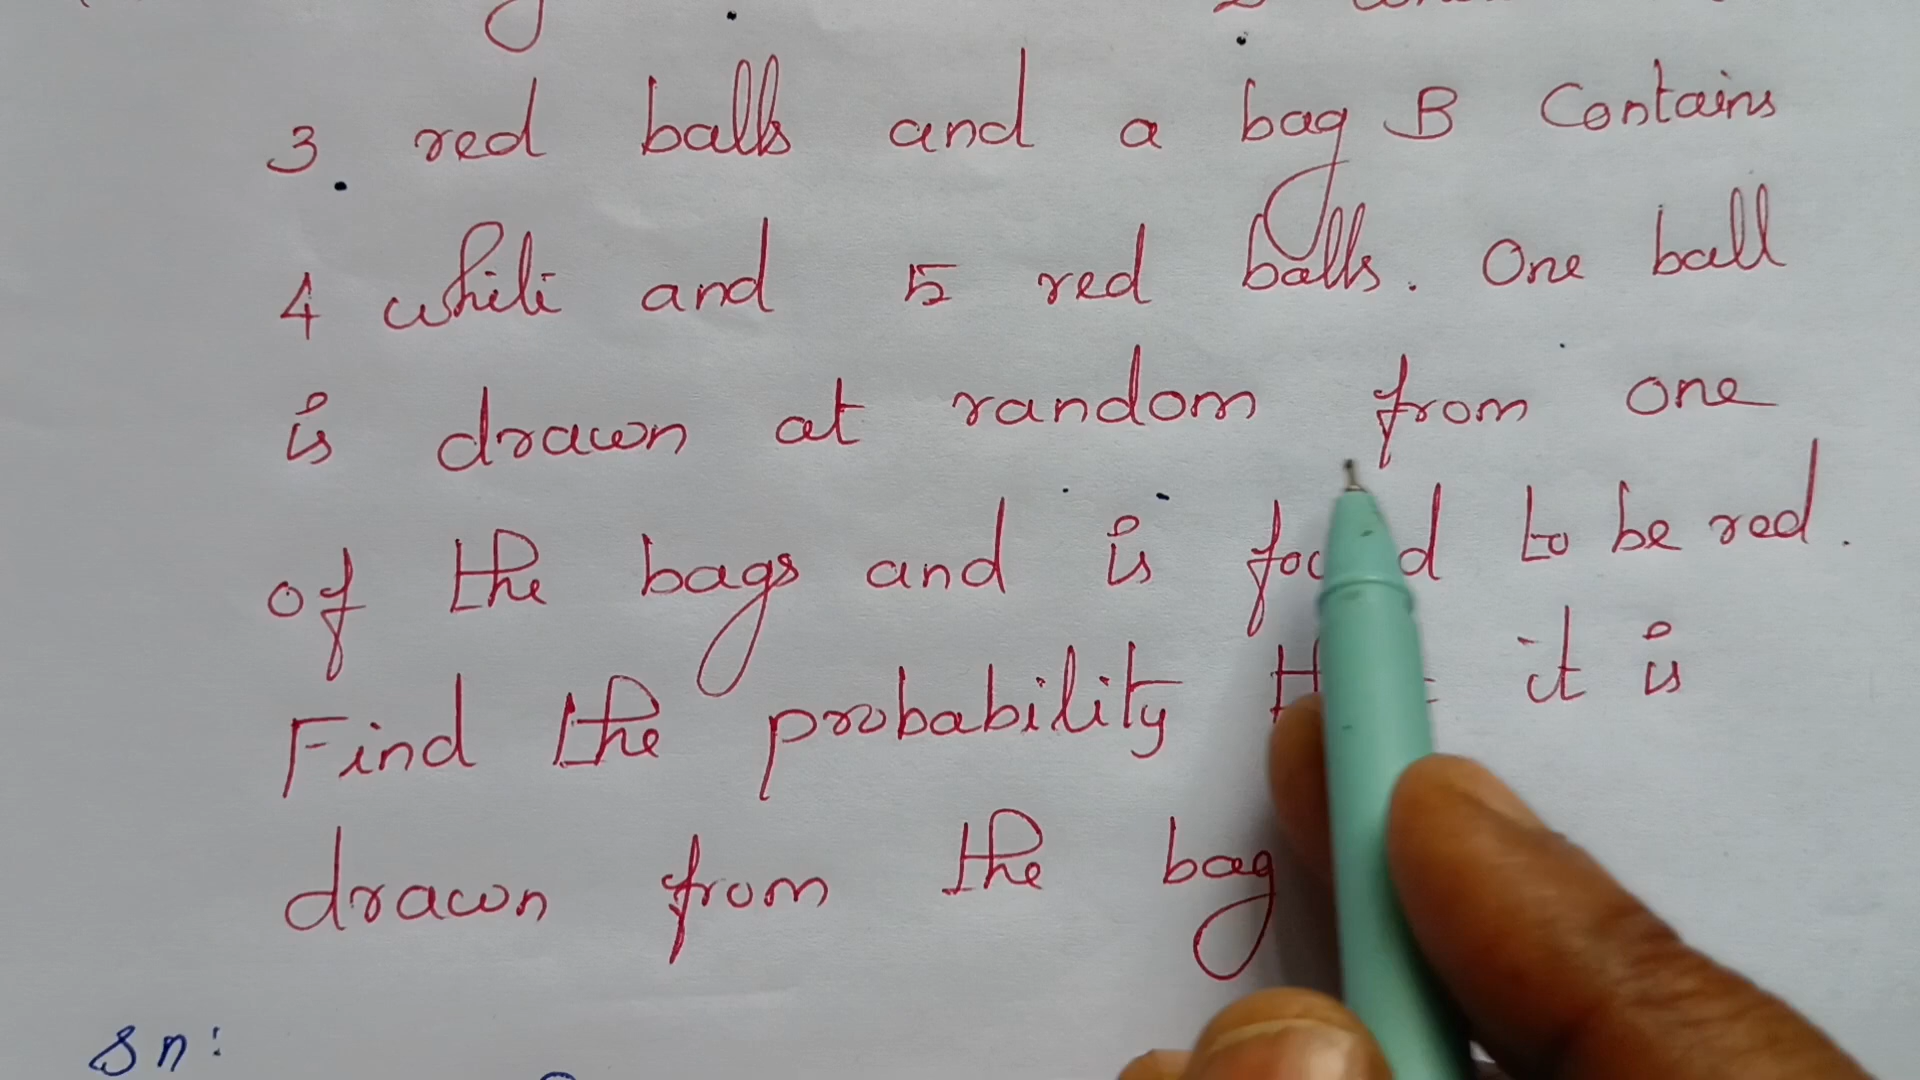 3 red balls and a bag B Contains
4 white and 5 red balls. One ball
is drawn at random from one
of the bags and is to be red.
Find the probability it is
drawn from the bag
Sn: